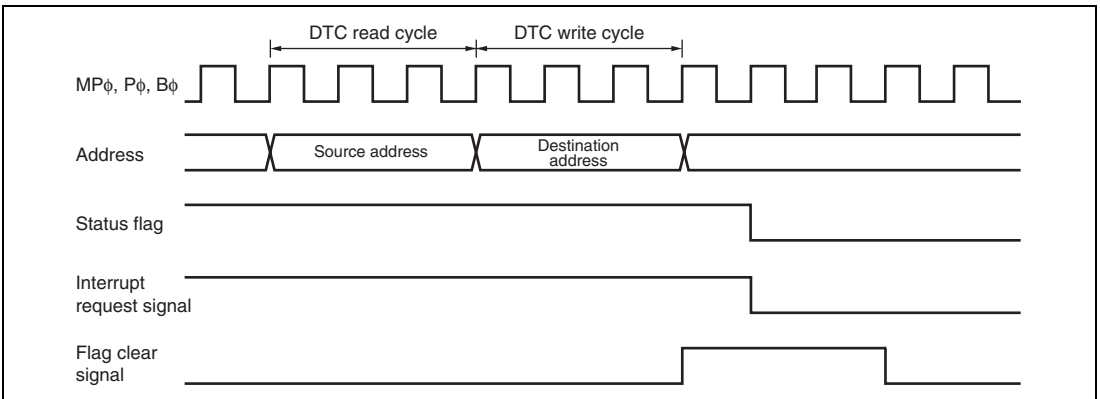 DTC read cycle DTC write cycle
MPϕ, Pϕ, Bϕ
Address
Source address
Destination
address
Status flag
Interrupt
request signal
Flag clear
signal